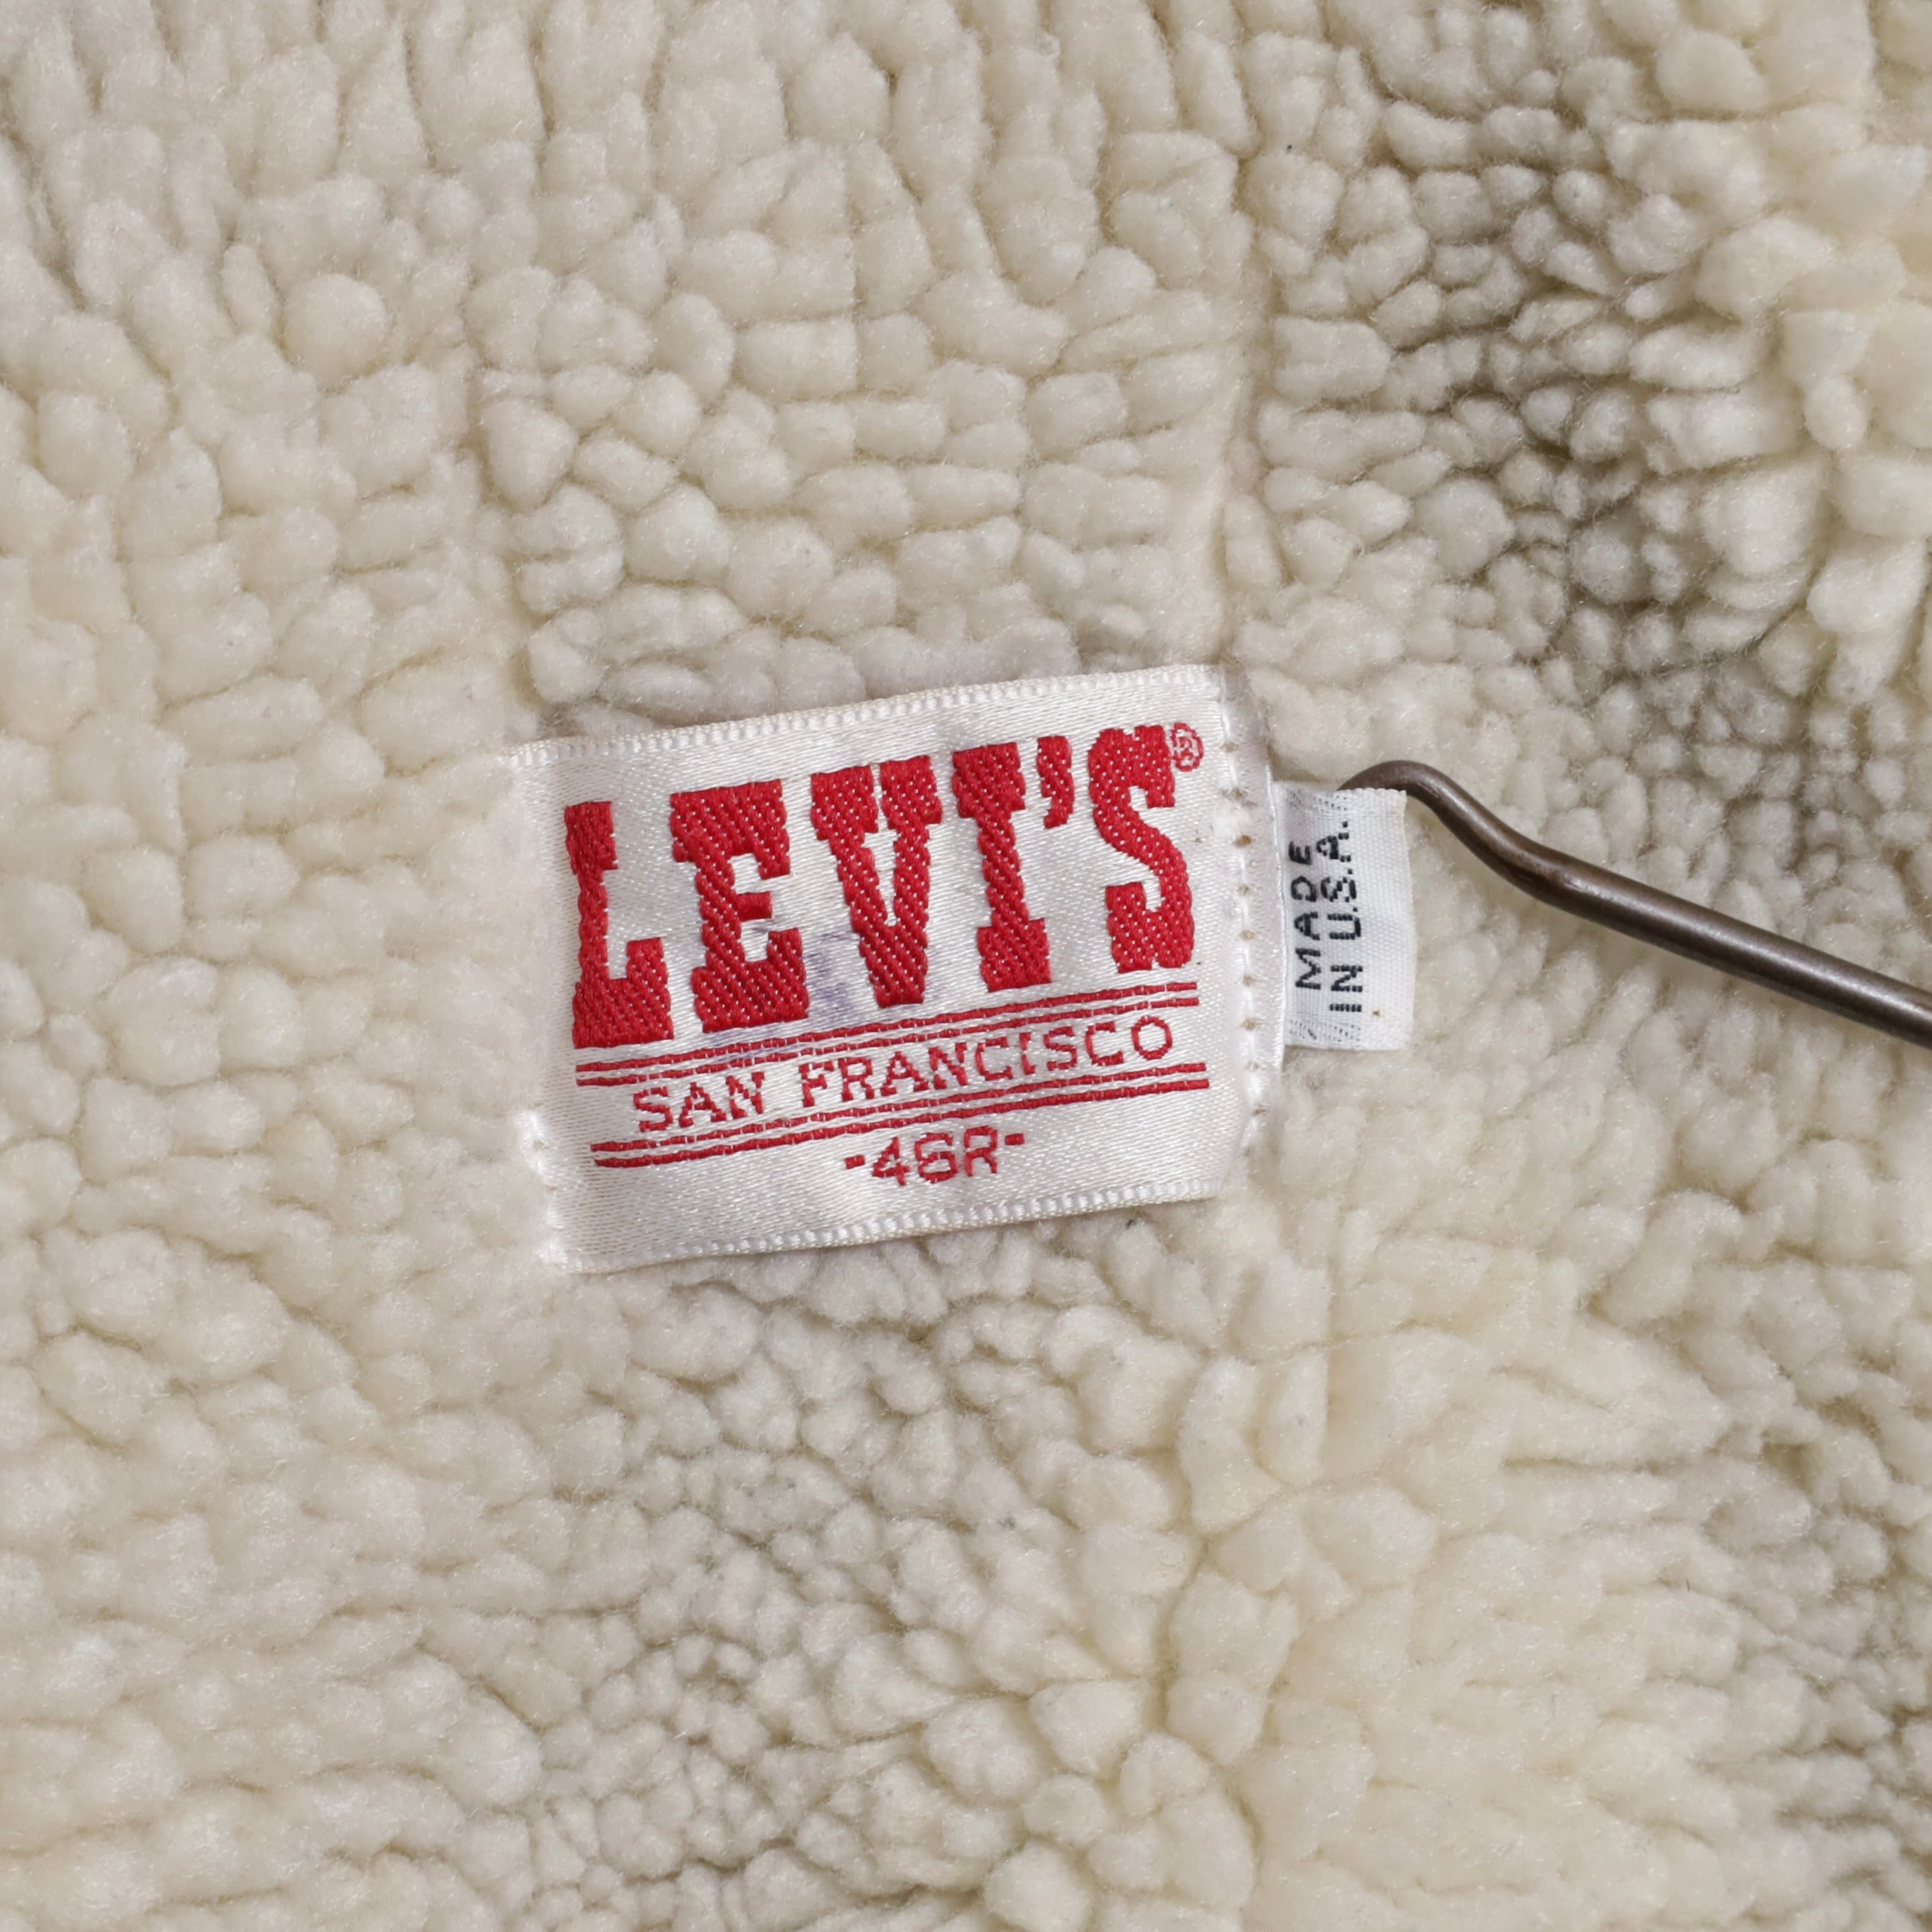 LEVI'S®
SAN FRANCISCO
-46R-
MADE
IN U.S.A.